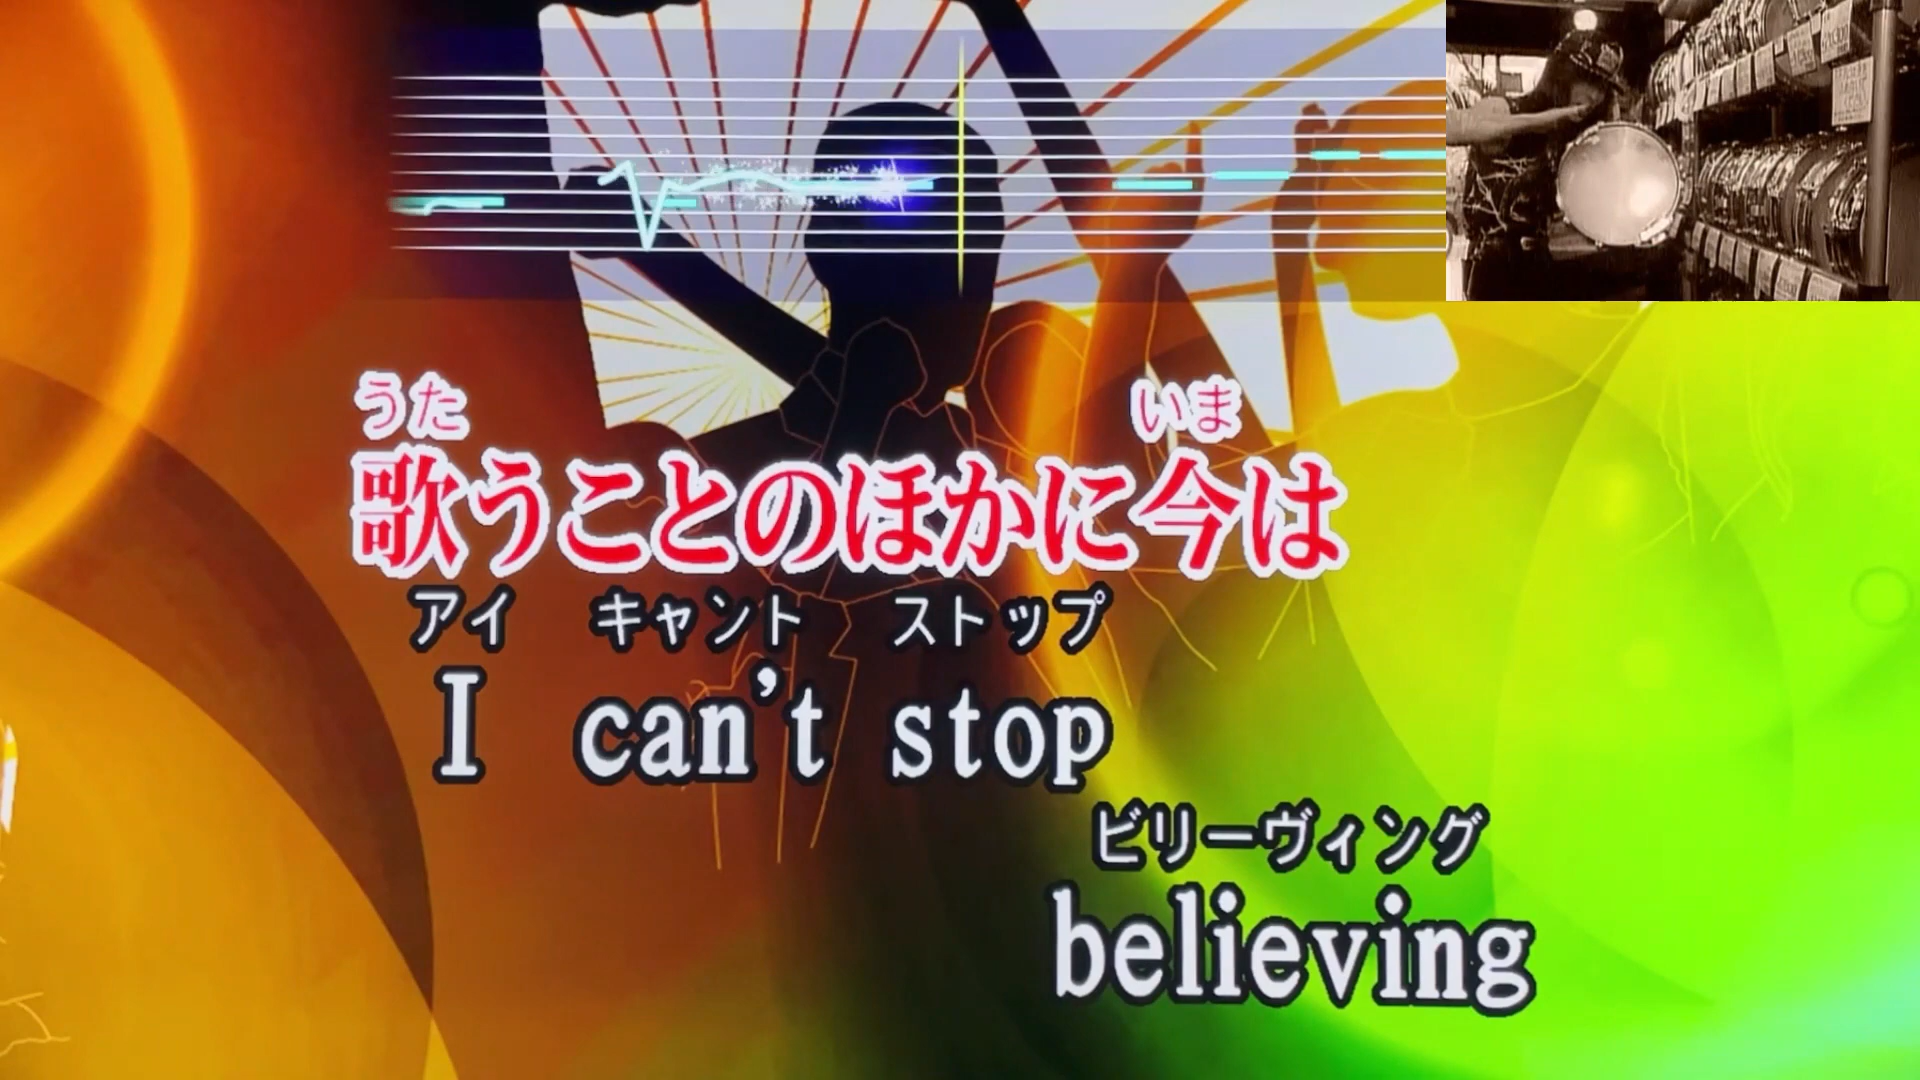 うた いま
歌うことのほかに今は
アイ キャント ストップ
I can't stop
ビリーヴィング
believing